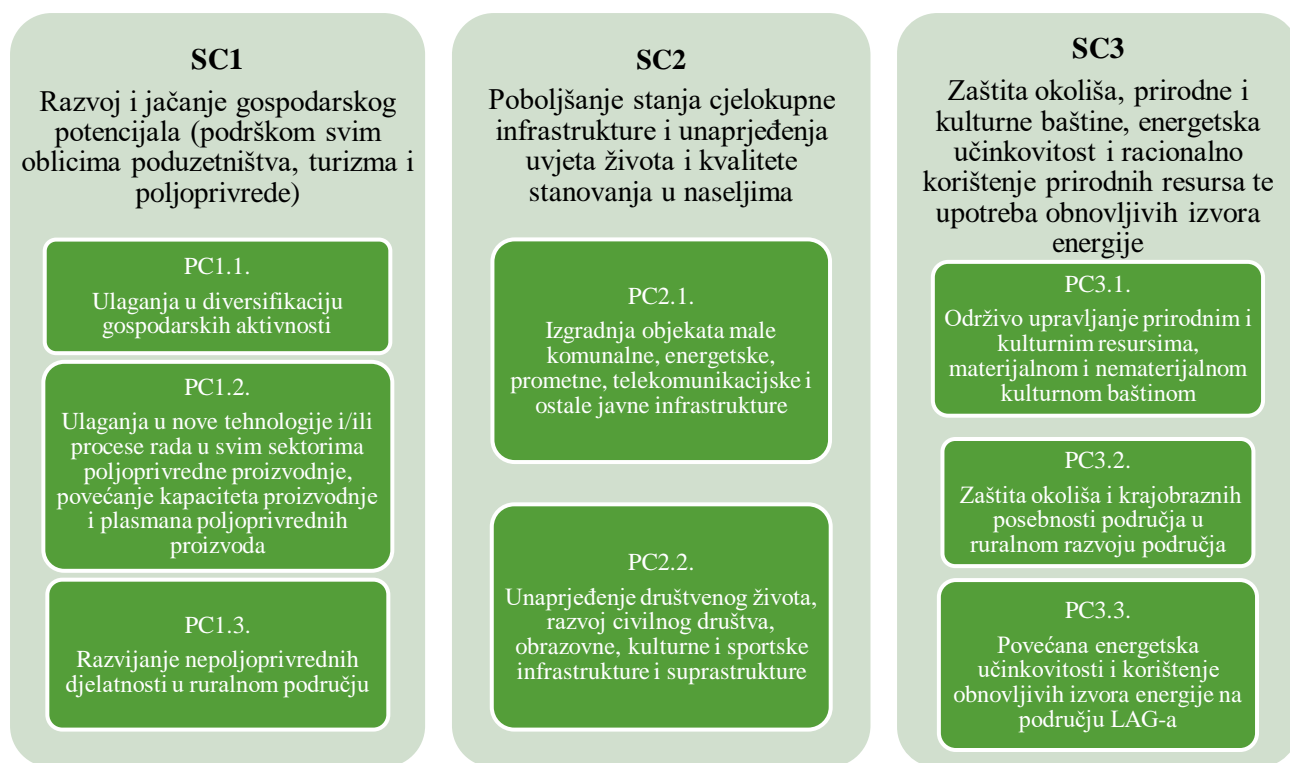 SC1
Razvoj i jačanje gospodarskog
potencijala (podrškom svim
oblicima poduzetništva, turizma i
poljoprivrede)
PC1.1.
Ulaganja u diversifikaciju
gospodarskih aktivnosti
PC1.2.
Ulaganja u nove tehnologije i/ili
procese rada u svim sektorima
poljoprivredne proizvodnje,
povećanje kapaciteta proizvodnje
i plasmana poljoprivrednih
proizvoda
PC1.3.
Razvijanje nepoljoprivrednih
djelatnosti u ruralnom području
SC2
Poboljšanje stanja cjelokupne
infrastrukture i unaprjeđenja
uvjeta života i kvalitete
stanovanja u naseljima
PC2.1.
Izgradnja objekata male
komunalne, energetske,
prometne, telekomunikacijske i
ostale javne infrastrukture
PC2.2.
Unaprjeđenje društvenog života,
razvoj civilnog društva,
obrazovne, kulturne i sportske
infrastrukture i suprastrukture
SC3
Zaštita okoliša, prirodne i
kulturne baštine, energetska
učinkovitost i racionalno
korištenje prirodnih resursa te
upotreba obnovljivih izvora
energije
PC3.1.
Održivo upravljanje prirodnim i
kulturnim resursima,
materijalnom i nematerijalnom
kulturnom baštinom
PC3.2.
Zaštita okoliša i krajobraznih
posebnosti područja u
ruralnom razvoju područja
PC3.3.
Povećana energetska
učinkovitosti i korištenje
obnovljivih izvora energije na
području LAG-a